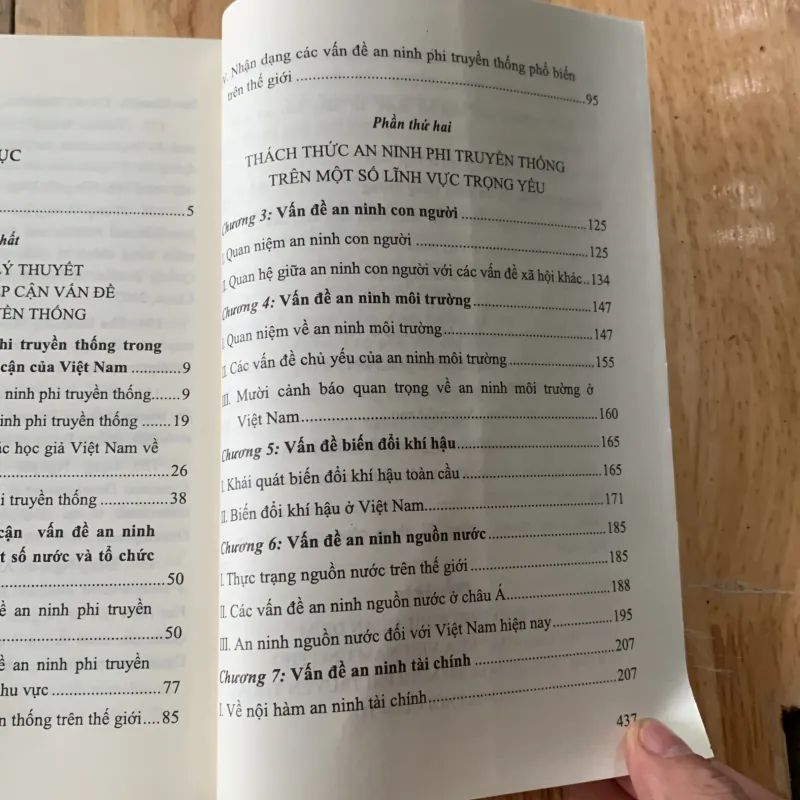 ỤC
5
hất
LÝ THUYẾT
ẾP CẬN VẤN ĐỀ
YỀN THỐNG
hi truyền thống trong
cận của Việt Nam ............ 9
ninh phi truyền thống...... 9
ninh phi truyền thống ....... 19
ác học giả Việt Nam về
26
i truyền thống ............ 38
cận vấn đề an ninh
t số nước và tổ chức
50
ề an ninh phi truyền
50
ề an ninh phi truyền
hu vực .................... 77
n thống trên thế giới.... 85
V. Nhận dạng các vấn đề an ninh phi truyền thống phổ biến
trên thế giới ............................................95
Phần thứ hai
THÁCH THỨC AN NINH PHI TRUYỀN THỐNG
TRÊN MỘT SỐ LĨNH VỰC TRỌNG YẾU
Chương 3: Vấn đề an ninh con người ....................125
I. Quan niệm an ninh con người ............................125
II. Quan hệ giữa an ninh con người với các vấn đề xã hội khác..134
Chương 4: Vấn đề an ninh môi trường....................147
I. Quan niệm về an ninh môi trường.........................147
II. Các vấn đề chủ yếu của an ninh môi trường ................155
III. Mười cảnh báo quan trọng về an ninh môi trường ở
Việt Nam...............................................160
Chương 5: Vấn đề biến đổi khí hậu.......................165
I. Khái quát biến đổi khí hậu toàn cầu .....................165
II. Biến đổi khí hậu ở Việt Nam............................171
Chương 6: Vấn đề an ninh nguồn nước ....................185
I. Thực trạng nguồn nước trên thế giới .....................185
II. Các vấn đề an ninh nguồn nước ở châu Á...................188
III. An ninh nguồn nước đối với Việt Nam hiện nay.............195
Chương 7: Vấn đề an ninh tài chính .....................207
I. Về nội hàm an ninh tài chính............................207
437